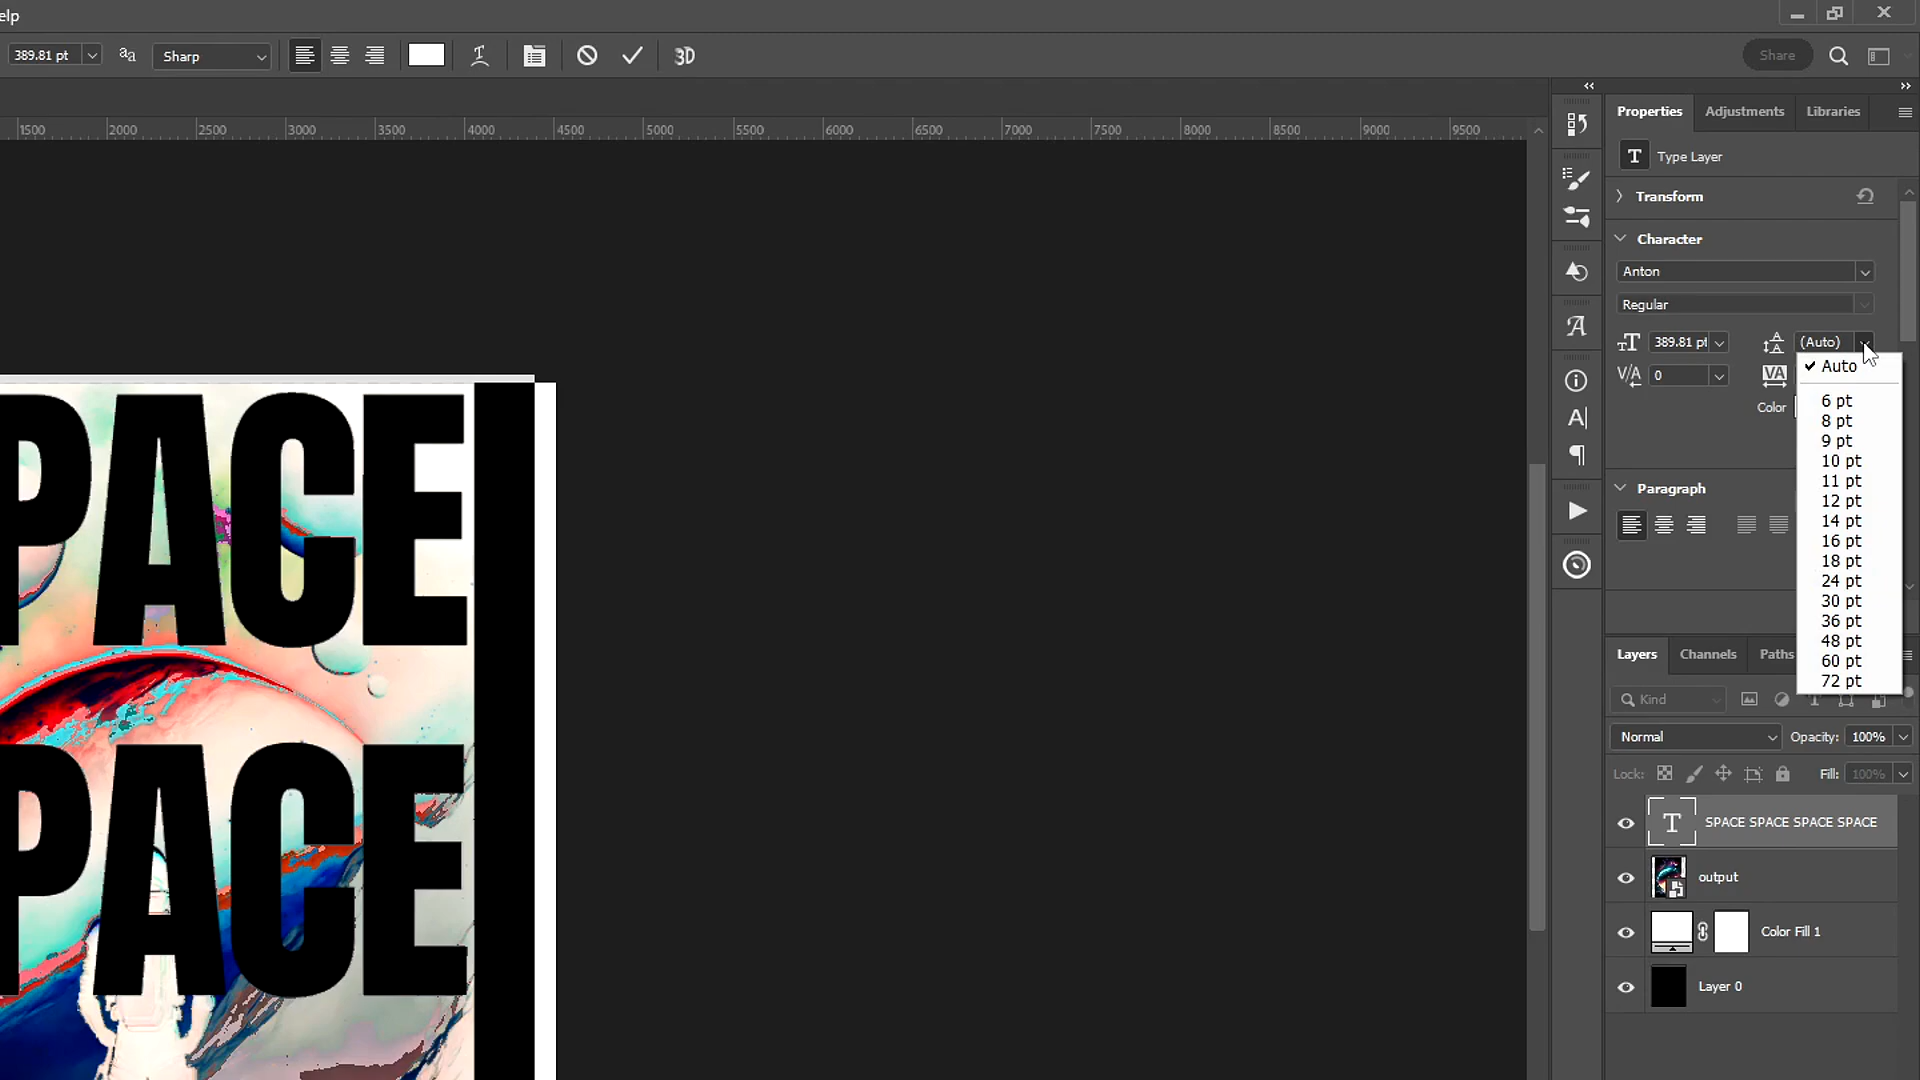 elp
389.81 pt
aa
Sharp
3D
Share
1500 2000 2500 3000 3500 4000 4500 5000 5500 6000 6500 7000 7500 8000 8500 9000 9500
Properties Adjustments Libraries
T Type Layer
Transform
Character
Anton
Regular
389.81 pt (Auto)
V/A 0 VA
Color
Auto
6 pt
8 pt
9 pt
10 pt
11 pt
12 pt
14 pt
16 pt
18 pt
24 pt
30 pt
36 pt
48 pt
60 pt
72 pt
Paragraph
Layers Channels Paths
Kind
Normal Opacity: 100%
Lock: Fill: 100%
T SPACE SPACE SPACE SPACE
output
Color Fill 1
Layer 0
PACE
PACE